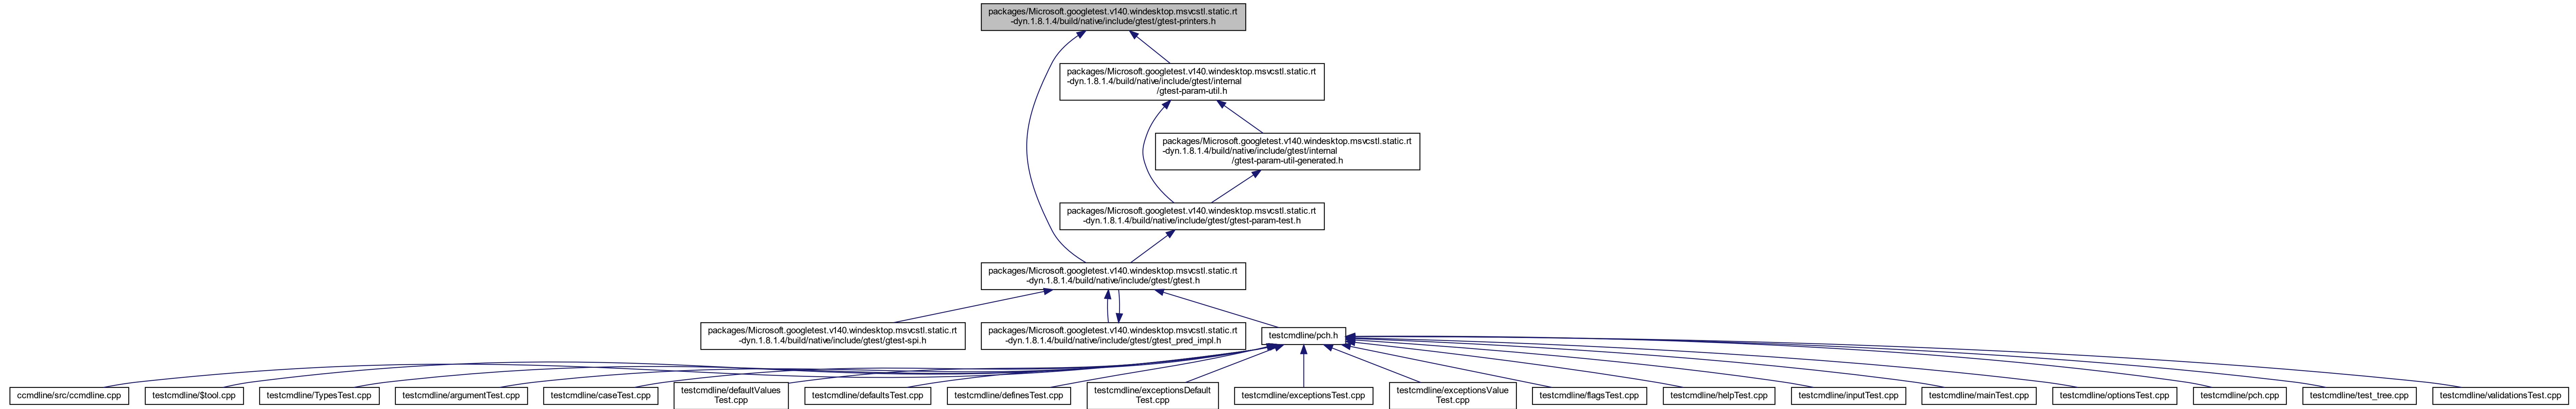 packages/Microsoft.googletest.v140.windesktop.msvcstl.static.rt
-dyn.1.8.1.4/build/native/include/gtest/gtest-printers.h
packages/Microsoft.googletest.v140.windesktop.msvcstl.static.rt
-dyn.1.8.1.4/build/native/include/gtest/internal
/gtest-param-util.h
packages/Microsoft.googletest.v140.windesktop.msvcstl.static.rt
-dyn.1.8.1.4/build/native/include/gtest/internal
/gtest-param-util-generated.h
packages/Microsoft.googletest.v140.windesktop.msvcstl.static.rt
-dyn.1.8.1.4/build/native/include/gtest/gtest-param-test.h
packages/Microsoft.googletest.v140.windesktop.msvcstl.static.rt
-dyn.1.8.1.4/build/native/include/gtest/gtest.h
packages/Microsoft.googletest.v140.windesktop.msvcstl.static.rt
-dyn.1.8.1.4/build/native/include/gtest/gtest-spi.h
packages/Microsoft.googletest.v140.windesktop.msvcstl.static.rt
-dyn.1.8.1.4/build/native/include/gtest/gtest_pred_impl.h
testcmdline/pch.h
ccmdline/src/ccmdline.cpp
testcmdline/$tool.cpp
testcmdline/TypesTest.cpp
testcmdline/argumentTest.cpp
testcmdline/caseTest.cpp
testcmdline/defaultValues
Test.cpp
testcmdline/defaultsTest.cpp
testcmdline/definesTest.cpp
testcmdline/exceptionsDefault
Test.cpp
testcmdline/exceptionsTest.cpp
testcmdline/exceptionsValue
Test.cpp
testcmdline/flagsTest.cpp
testcmdline/helpTest.cpp
testcmdline/inputTest.cpp
testcmdline/mainTest.cpp
testcmdline/optionsTest.cpp
testcmdline/pch.cpp
testcmdline/test_tree.cpp
testcmdline/validationsTest.cpp